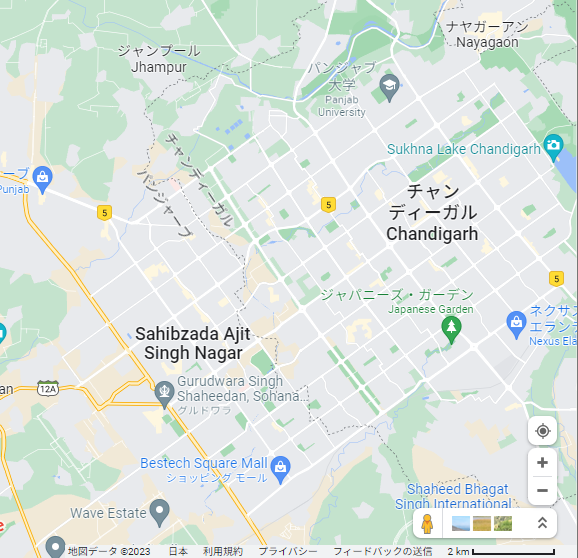 ナヤガーアン
Nayagaon
ジャンプール
Jhampur
パンジャブ
大学
Panjab
University
Sukhna Lake Chandigarh
チャンディーガル
パンジャーブ
ーブ
Punjab
5
5
チャン
ディーガル
Chandigarh
5
ジャパニーズ・ガーデン
Japanese Garden
ネクサス
エランテ
Nexus Ela
Sahibzada Ajit
Singh Nagar
an
12A
Gurudwara Singh
Shaheedan, Sohana...
グルドワラ
Bestech Square Mall
ショッピング モール
Shaheed Bhagat
Singh International
Wave Estate
e
地図データ ©2023 日本 利用規約 プライバシー フィードバックの送信 2 km